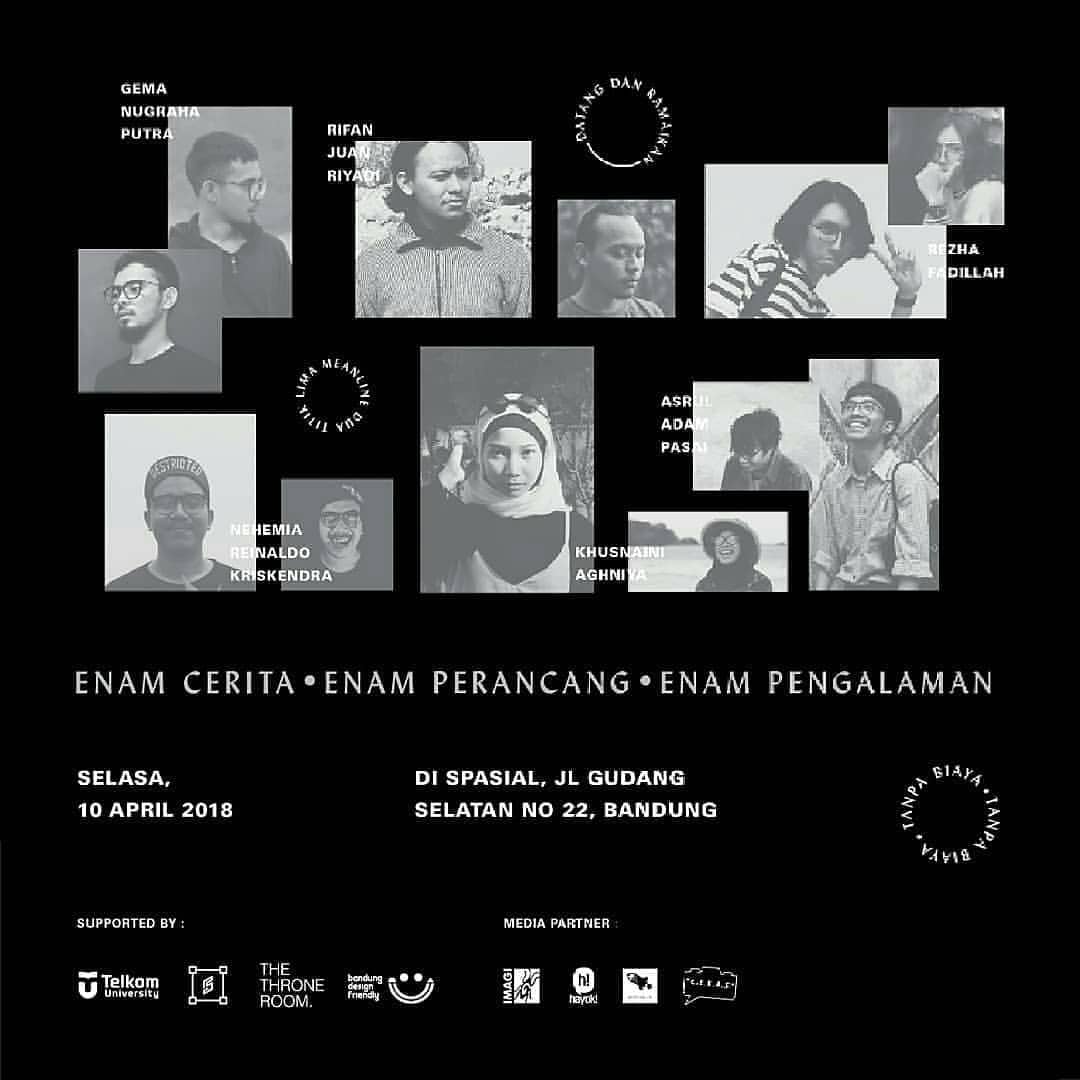 GEMA
NUGRAHA
PUTRA
RIFAN
JUAN
RIYADI
DATANG DAN RAMAIKAN
REZHA
FADILLAH
LIMA MEANLINE DUA TITIK
RESTRICTED
NEHEMIA
REINALDO
KRISKENDRA
KHUSNAINI
AGHNIYA
ASRUL
ADAM
PASAI
ENAM CERITA•ENAM PERANCANG•ENAM PENGALAMAN
SELASA,
10 APRIL 2018
DI SPASIAL, JL GUDANG
SELATAN NO 22, BANDUNG
TANPA BIAYA•TANPA BIAYA•
SUPPORTED BY :
Telkom
University
THE
THRONE
ROOM.
bandung
design
friendly
MEDIA PARTNER :
IMAGI
h!
hayok!
"C.E.R.A.S"